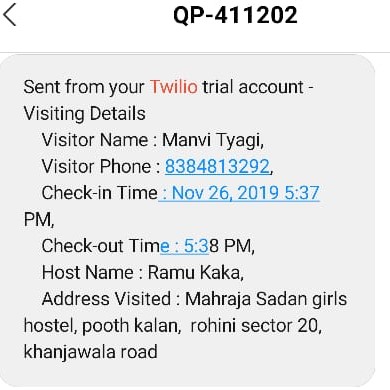 QP-411202
Sent from your Twilio trial account -
Visiting Details
Visitor Name : Manvi Tyagi,
Visitor Phone : 8384813292,
Check-in Time : Nov 26, 2019 5:37
PM,
Check-out Time : 5:38 PM,
Host Name : Ramu Kaka,
Address Visited : Mahraja Sadan girls
hostel, pooth kalan, rohini sector 20,
khanjawala road